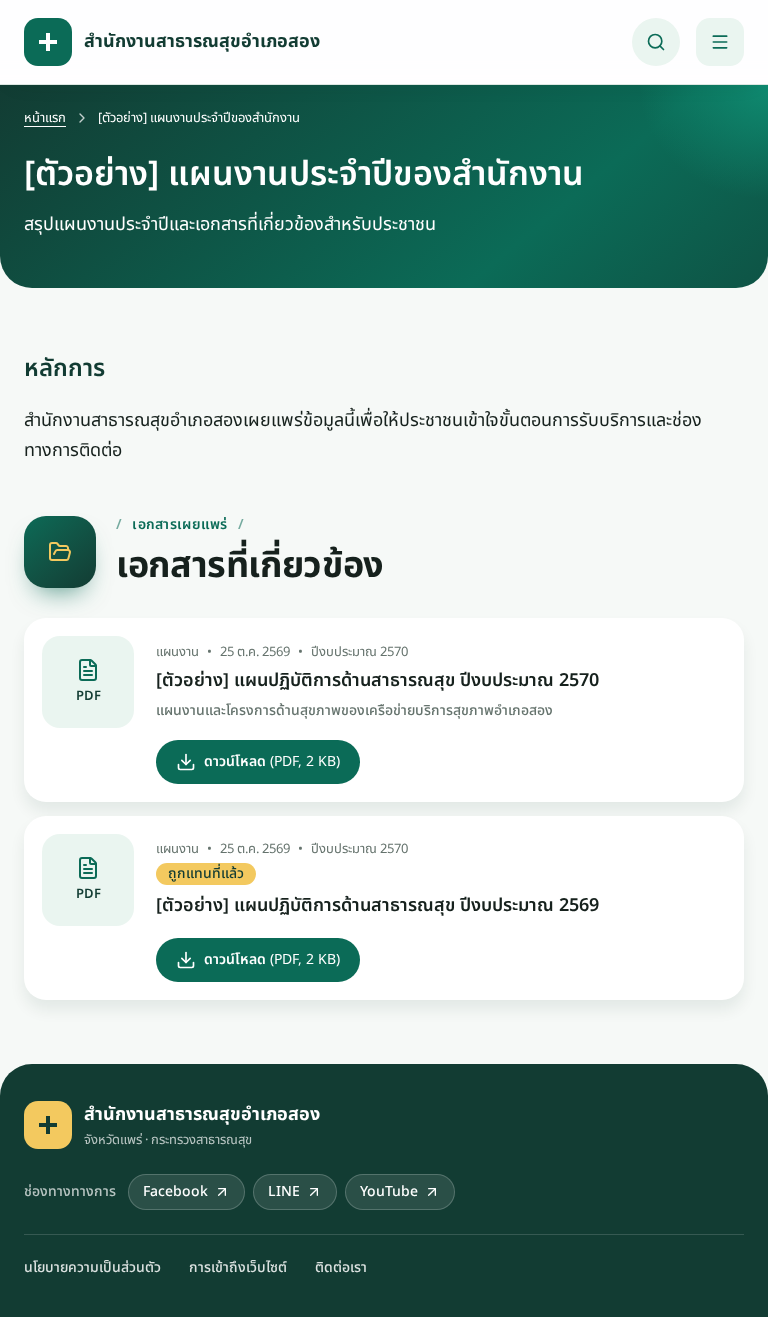 สำนักงานสาธารณสุขอำเภอสอง
หน้าแรก
[ตัวอย่าง] แผนงานประจำปีของสำนักงาน
[ตัวอย่าง] แผนงานประจำปีของสำนักงาน
สรุปแผนงานประจำปีและเอกสารที่เกี่ยวข้องสำหรับประชาชน
หลักการ
สำนักงานสาธารณสุขอำเภอสองเผยแพร่ข้อมูลนี้เพื่อให้ประชาชนเข้าใจขั้นตอนการรับบริการและช่อง
ทางการติดต่อ
/ เอกสารเผยแพร่ /
เอกสารที่เกี่ยวข้อง
PDF
แผนงาน • 25 ต.ค. 2569 • ปีงบประมาณ 2570
[ตัวอย่าง] แผนปฏิบัติการด้านสาธารณสุข ปีงบประมาณ 2570
แผนงานและโครงการด้านสุขภาพของเครือข่ายบริการสุขภาพอำเภอสอง
ดาวน์โหลด (PDF, 2 KB)
PDF
แผนงาน • 25 ต.ค. 2569 • ปีงบประมาณ 2570
ถูกแทนที่แล้ว
[ตัวอย่าง] แผนปฏิบัติการด้านสาธารณสุข ปีงบประมาณ 2569
ดาวน์โหลด (PDF, 2 KB)
สำนักงานสาธารณสุขอำเภอสอง
จังหวัดแพร่ · กระทรวงสาธารณสุข
ช่องทางทางการ
Facebook
LINE
YouTube
นโยบายความเป็นส่วนตัว
การเข้าถึงเว็บไซต์
ติดต่อเรา